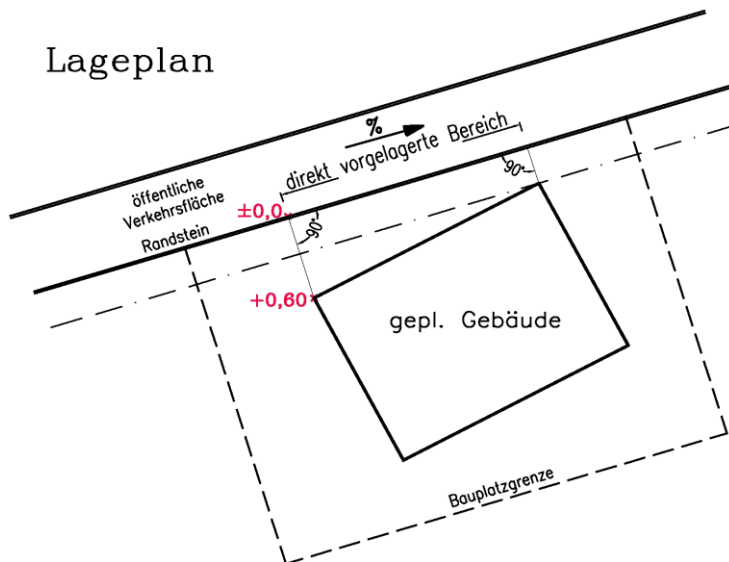 Lageplan
%
direkt vorgelagerte Bereich
öffentliche
Verkehrsfläche
±0,0
Randstein
90°
90°
+0,60
gepl. Gebäude
Bauplatzgrenze